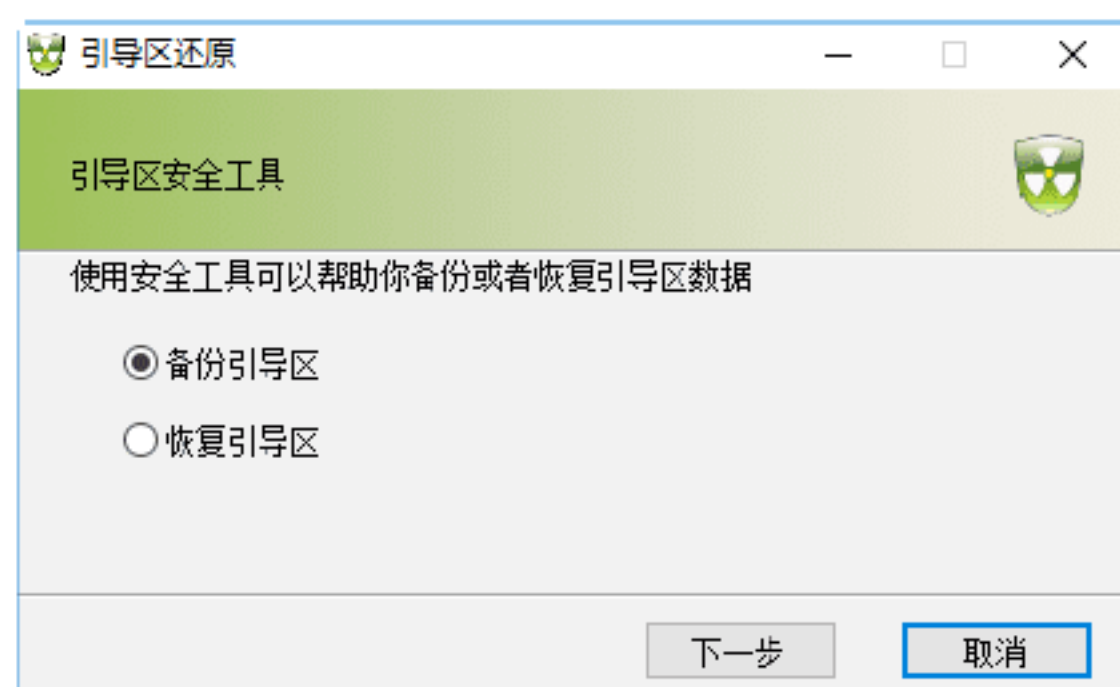 引导区还原
引导区安全工具
使用安全工具可以帮助你备份或者恢复引导区数据
备份引导区
恢复引导区
下一步 取消